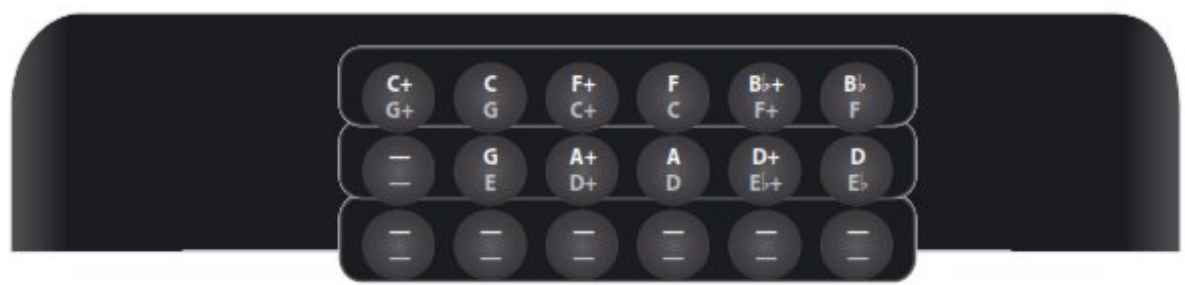 C+ C F+ F B♭+ B♭
G+ G C+ C F+ F
— G A+ A D+ D
— E D+ D E♭+ E♭
— — — — — —
— — — — — —